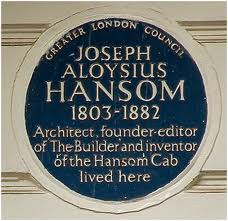 GREATER LONDON COUNCIL
JOSEPH
ALOYSIUS
HANSOM
1803-1882
Architect, founder-editor
of The Builder and inventor
of the Hansom Cab
lived here